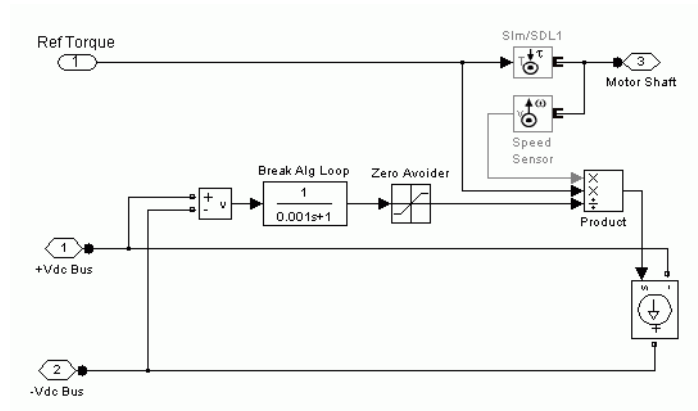 Ref Torque
1
Slm/SDL1
T
τ
3
Motor Shaft
v
ω
Speed
Sensor
Break Alg Loop
Zero Avoider
+
-
v
1
0.001s+1
×
×
÷
Product
1
+Vdc Bus
s
-
+
2
-Vdc Bus